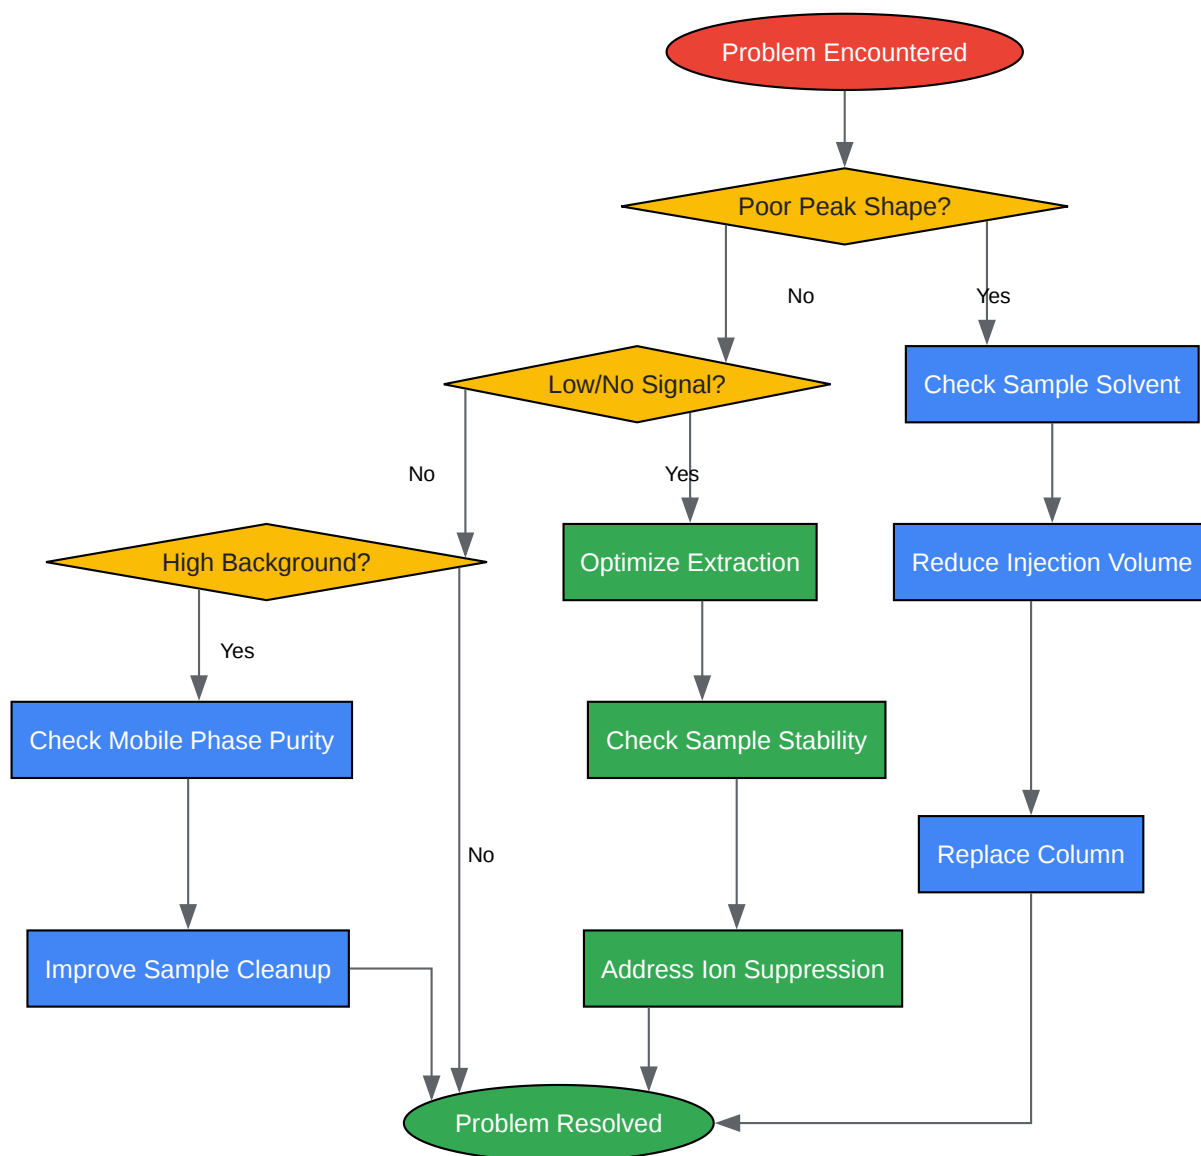 Problem Encountered
Poor Peak Shape?
No
Yes
Low/No Signal?
Check Sample Solvent
No
Yes
High Background?
Optimize Extraction
Reduce Injection Volume
Yes
Check Mobile Phase Purity
Check Sample Stability
No
Replace Column
Improve Sample Cleanup
Address Ion Suppression
Problem Resolved